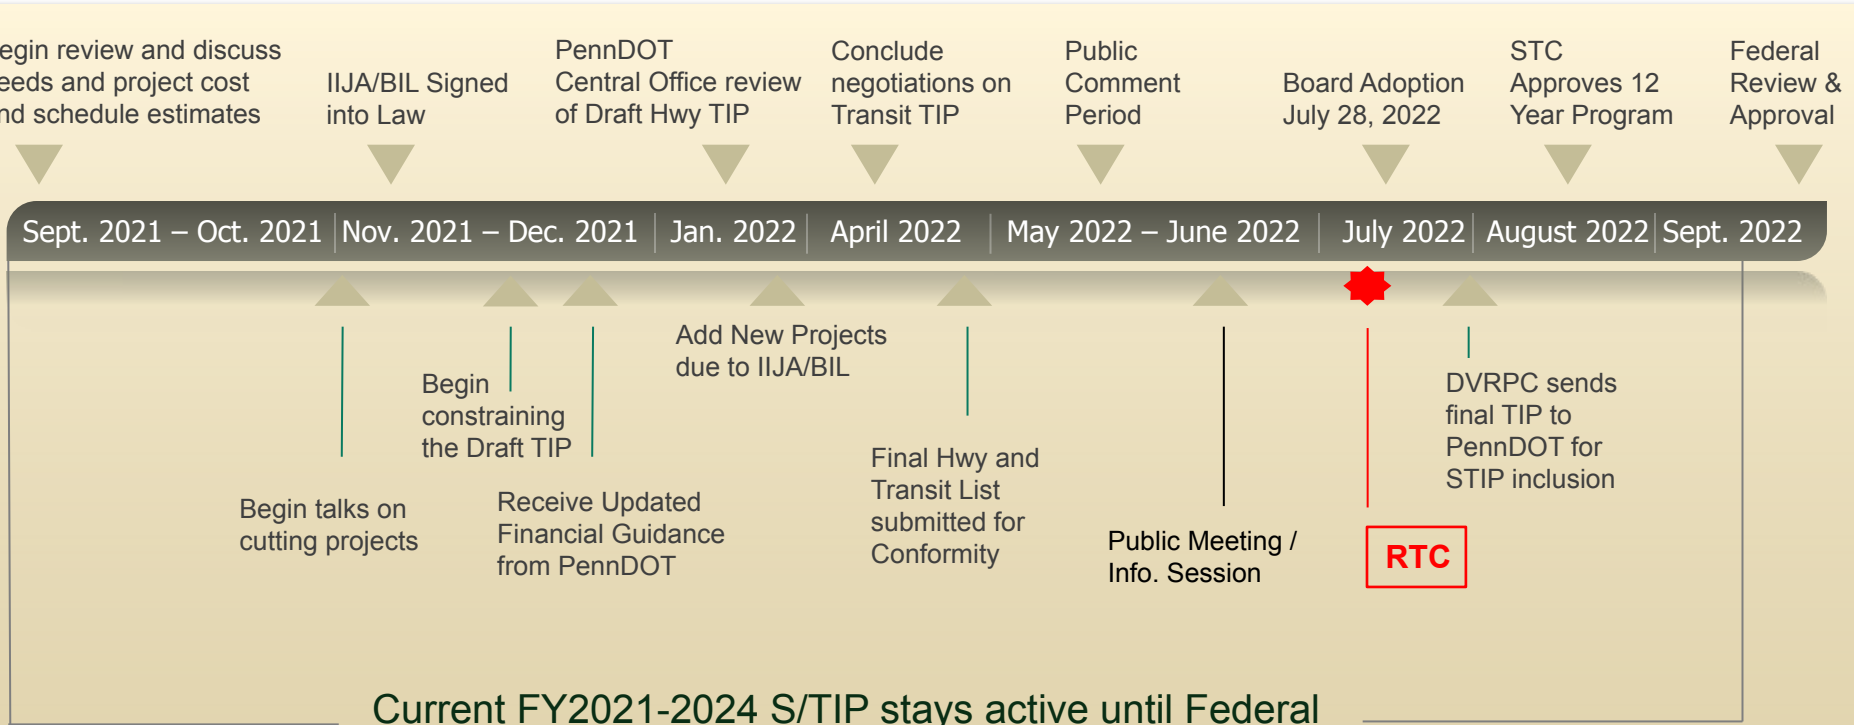 egin review and discuss
eeds and project cost
nd schedule estimates
IIJA/BIL Signed
into Law
PennDOT
Central Office review
of Draft Hwy TIP
Conclude
negotiations on
Transit TIP
Public
Comment
Period
Board Adoption
July 28, 2022
STC
Approves 12
Year Program
Federal
Review &
Approval
Sept. 2021 – Oct. 2021
Nov. 2021 – Dec. 2021
Jan. 2022
April 2022
May 2022 – June 2022
July 2022
August 2022
Sept. 2022
Begin talks on
cutting projects
Begin
constraining
the Draft TIP
Receive Updated
Financial Guidance
from PennDOT
Add New Projects
due to IIJA/BIL
Final Hwy and
Transit List
submitted for
Conformity
Public Meeting /
Info. Session
RTC
DVRPC sends
final TIP to
PennDOT for
STIP inclusion
Current FY2021-2024 S/TIP stays active until Federal